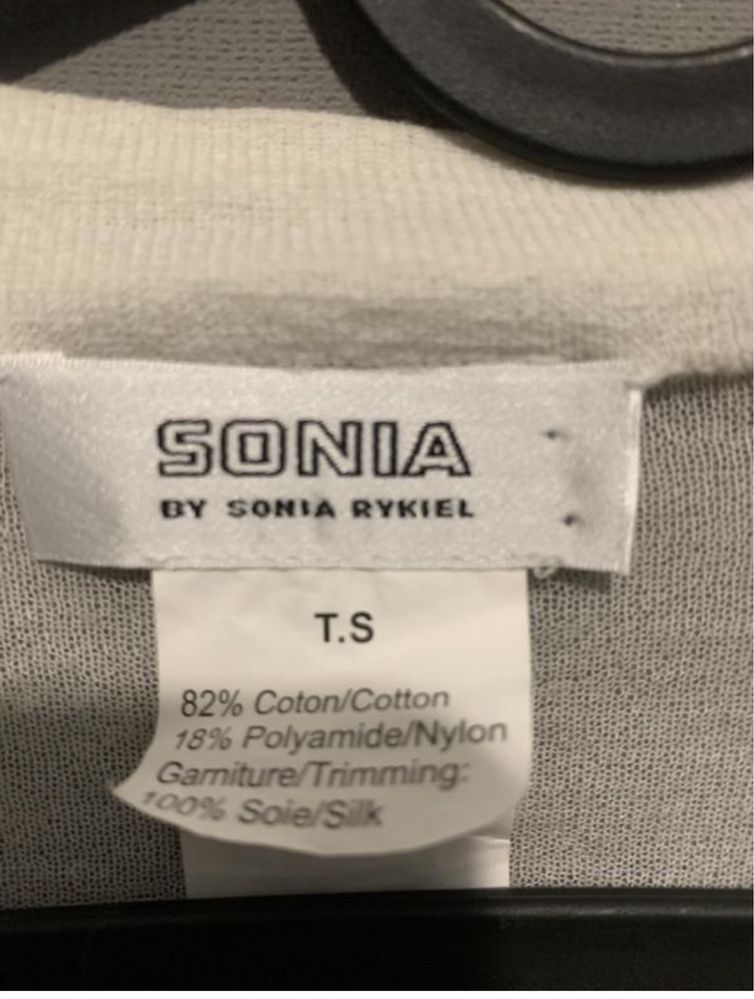 SONIA
BY SONIA RYKIEL
T.S
82% Coton/Cotton
18% Polyamide/Nylon
Garniture/Trimming:
100% Soie/Silk